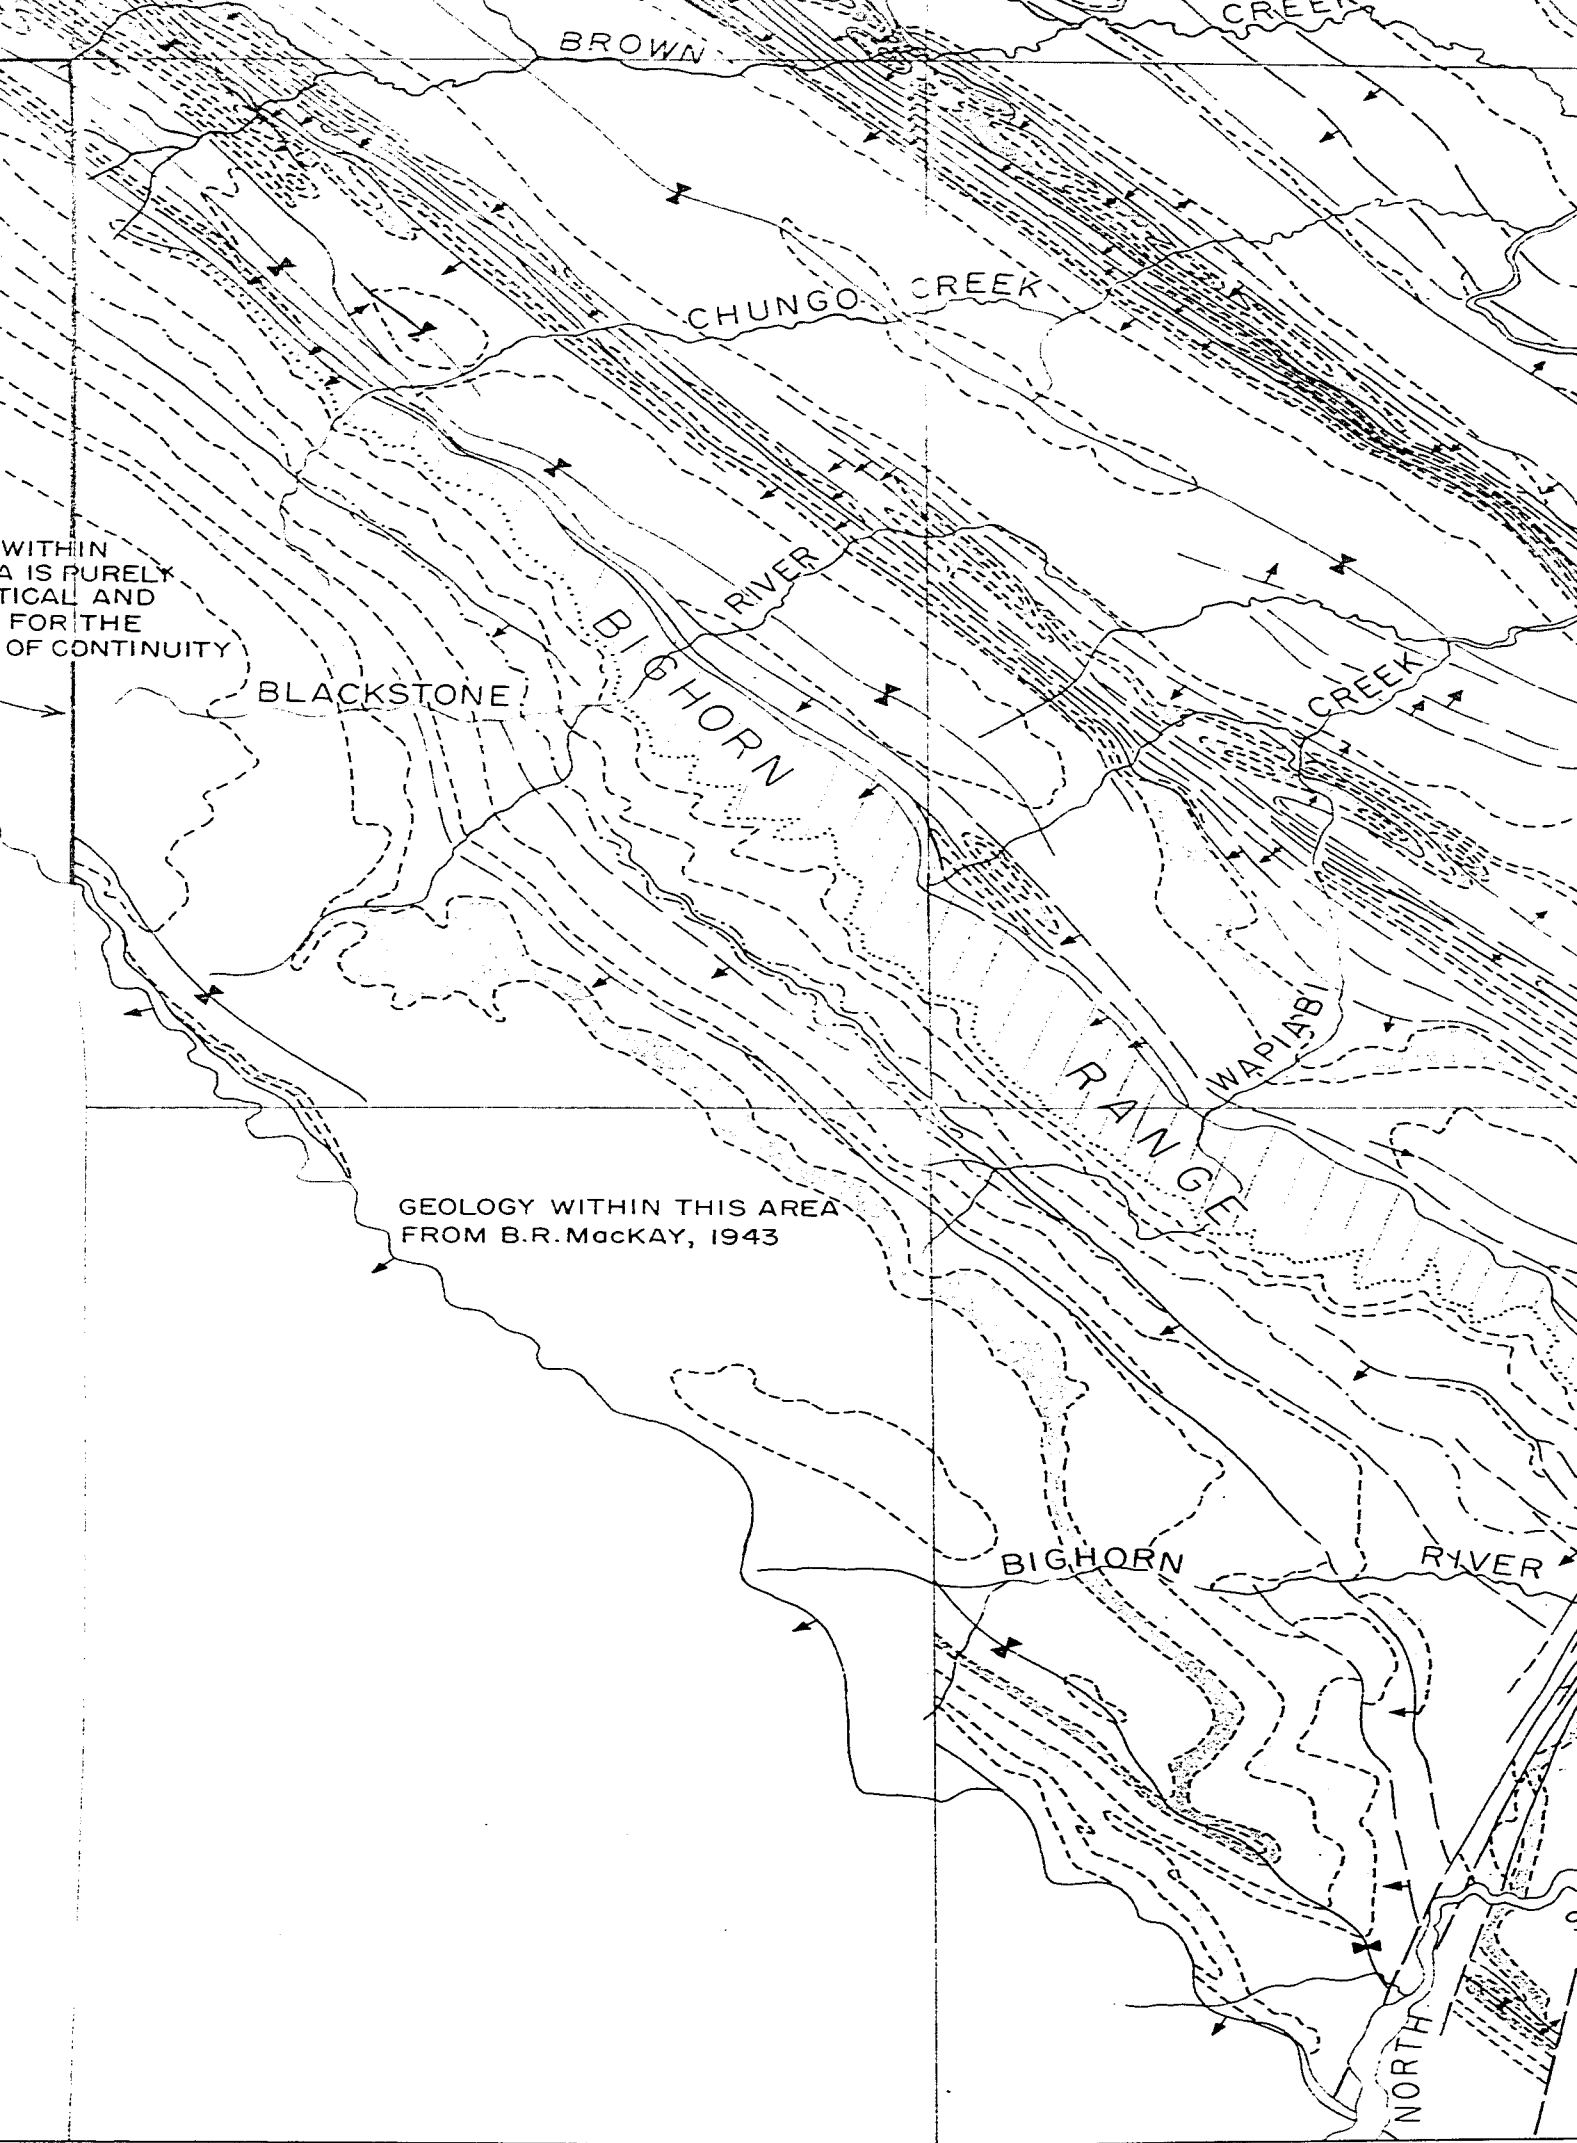 CREEK
BROWN
CHUNGO CREEK
WITHIN
A IS PURELY
TICAL AND
FOR THE
OF CONTINUITY
RIVER
BIGHORN
BLACKSTONE
CREEK
WAPIABI
RANGE
GEOLOGY WITHIN THIS AREA
FROM B.R. MacKAY, 1943
BIGHORN RIVER
NORTH